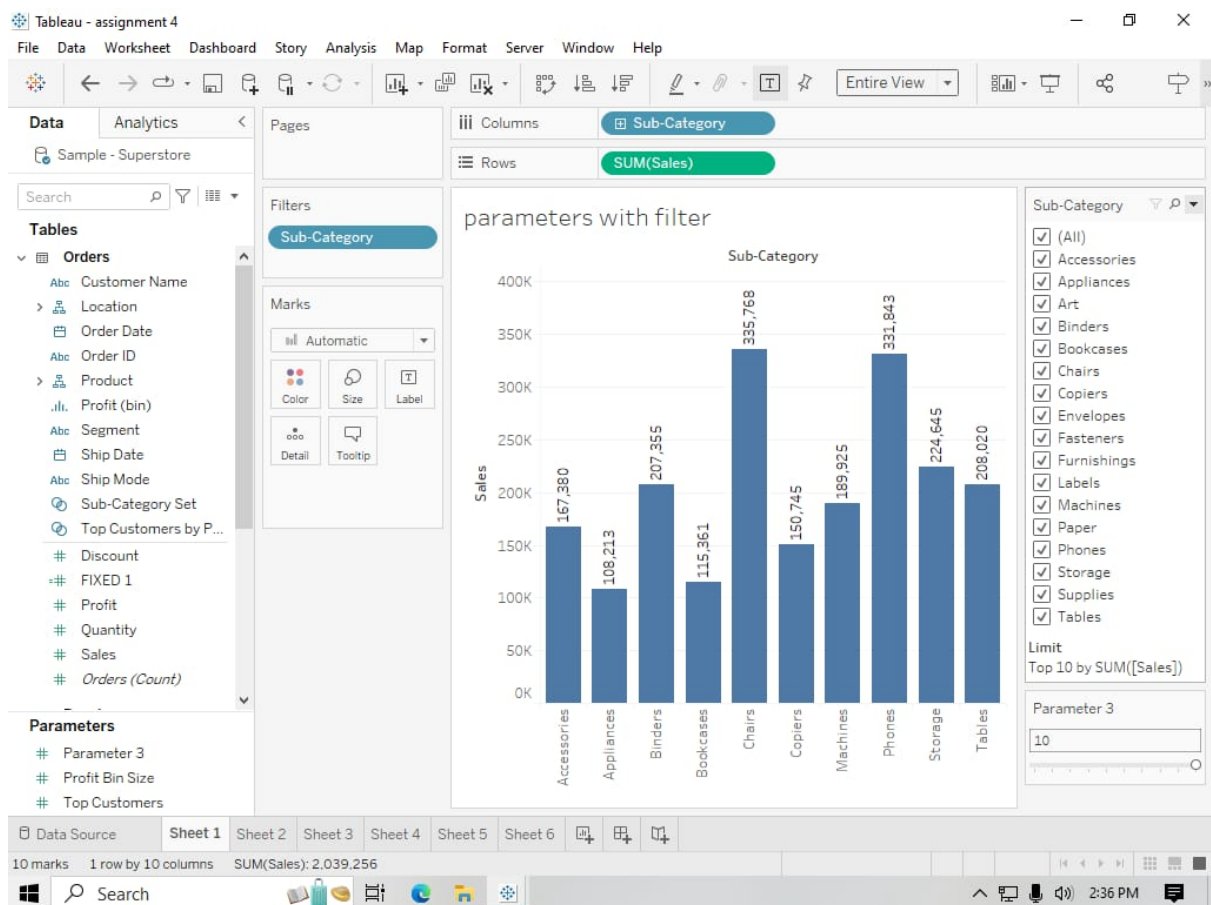 Tableau - assignment 4
File Data Worksheet Dashboard Story Analysis Map Format Server Window Help
Entire View
Data Analytics
Sample - Superstore
Search
Tables
Orders
Abc Customer Name
Location
Order Date
Abc Order ID
Product
Profit (bin)
Abc Segment
Ship Date
Abc Ship Mode
Sub-Category Set
Top Customers by P...
# Discount
=# FIXED 1
# Profit
# Quantity
# Sales
# Orders (Count)
Parameters
# Parameter 3
# Profit Bin Size
# Top Customers
Pages
Filters
Sub-Category
Marks
Automatic
Color Size Label
Detail Tooltip
Columns Sub-Category
Rows SUM(Sales)
parameters with filter
Sub-Category
Sales
400K
350K
300K
250K
200K
150K
100K
50K
0K
167,380
108,213
207,355
115,361
335,768
150,745
189,925
331,843
224,645
208,020
Accessories
Appliances
Binders
Bookcases
Chairs
Copiers
Machines
Phones
Storage
Tables
Sub-Category
(All)
Accessories
Appliances
Art
Binders
Bookcases
Chairs
Copiers
Envelopes
Fasteners
Furnishings
Labels
Machines
Paper
Phones
Storage
Supplies
Tables
Limit
Top 10 by SUM([Sales])
Parameter 3
10
Data Source Sheet 1 Sheet 2 Sheet 3 Sheet 4 Sheet 5 Sheet 6
10 marks 1 row by 10 columns SUM(Sales): 2,039,256
Search 2:36 PM